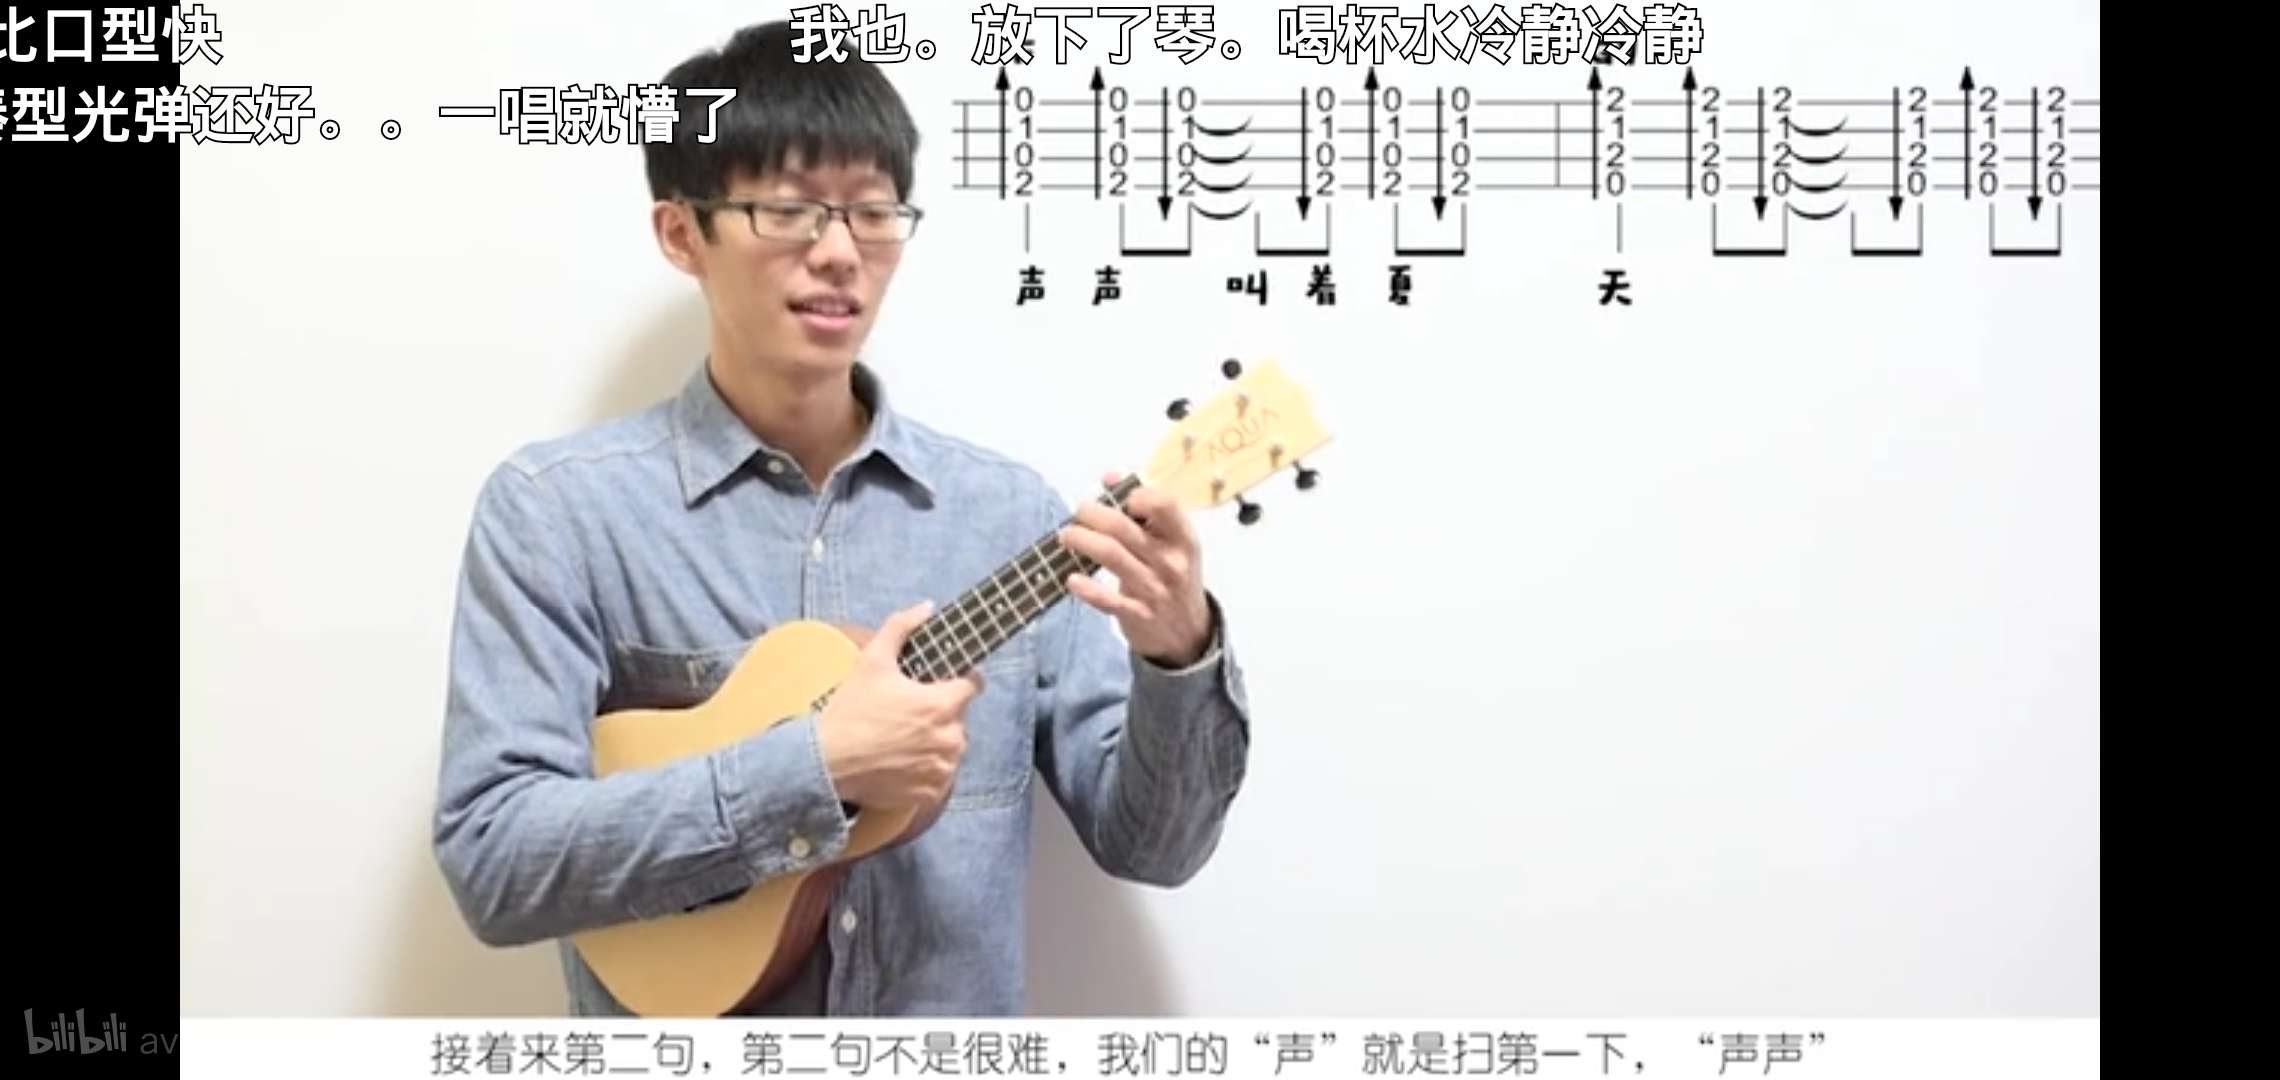 比口型快
我也。放下了琴。喝杯水冷静冷静
奏型光弹还好。。一唱就懵了
0 0 0 0 0 0 2 2 2 2 2 2
1 1 1 1 1 1 1 1 1 1 1 1
0 0 0 0 0 0 2 2 2 2 2 2
2 2 2 2 2 2 0 0 0 0 0 0
声 声 叫 着 夏 天
AQUA
bilibili av
接着来第二句，第二句不是很难，我们的“声”就是扫第一下，“声声”